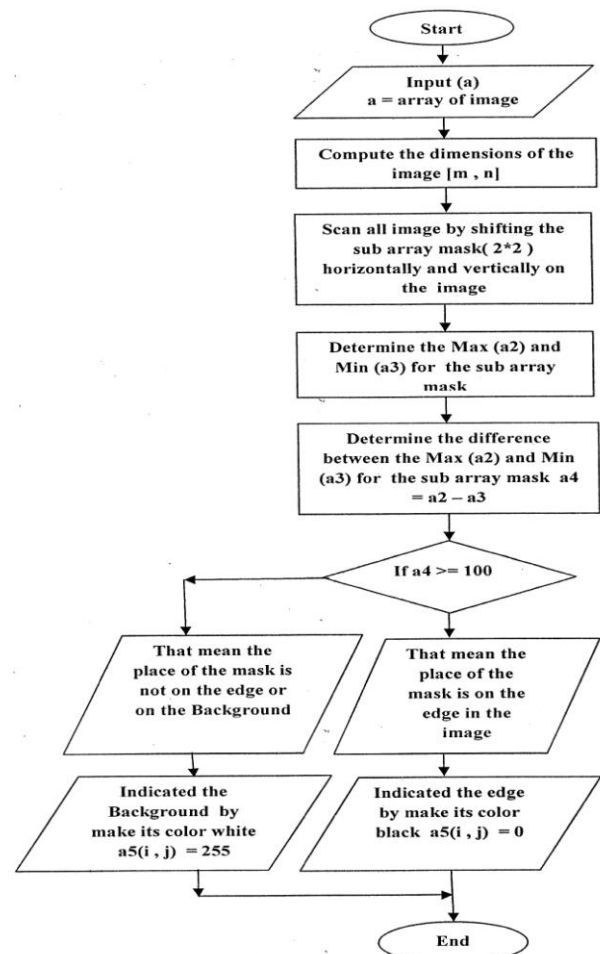 Start
Input (a)
a = array of image
Compute the dimensions of the
image [m , n]
Scan all image by shifting the
sub array mask( 2*2 )
horizontally and vertically on
the image
Determine the Max (a2) and
Min (a3) for the sub array
mask
Determine the difference
between the Max (a2) and Min
(a3) for the sub array mask a4
= a2 – a3
If a4 >= 100
That mean the
place of the mask is
not on the edge or
on the Background
That mean the
place of the
mask is on the
edge in the
image
Indicated the
Background by
make its color white
a5(i , j) = 255
Indicated the edge
by make its color
black a5(i , j) = 0
End